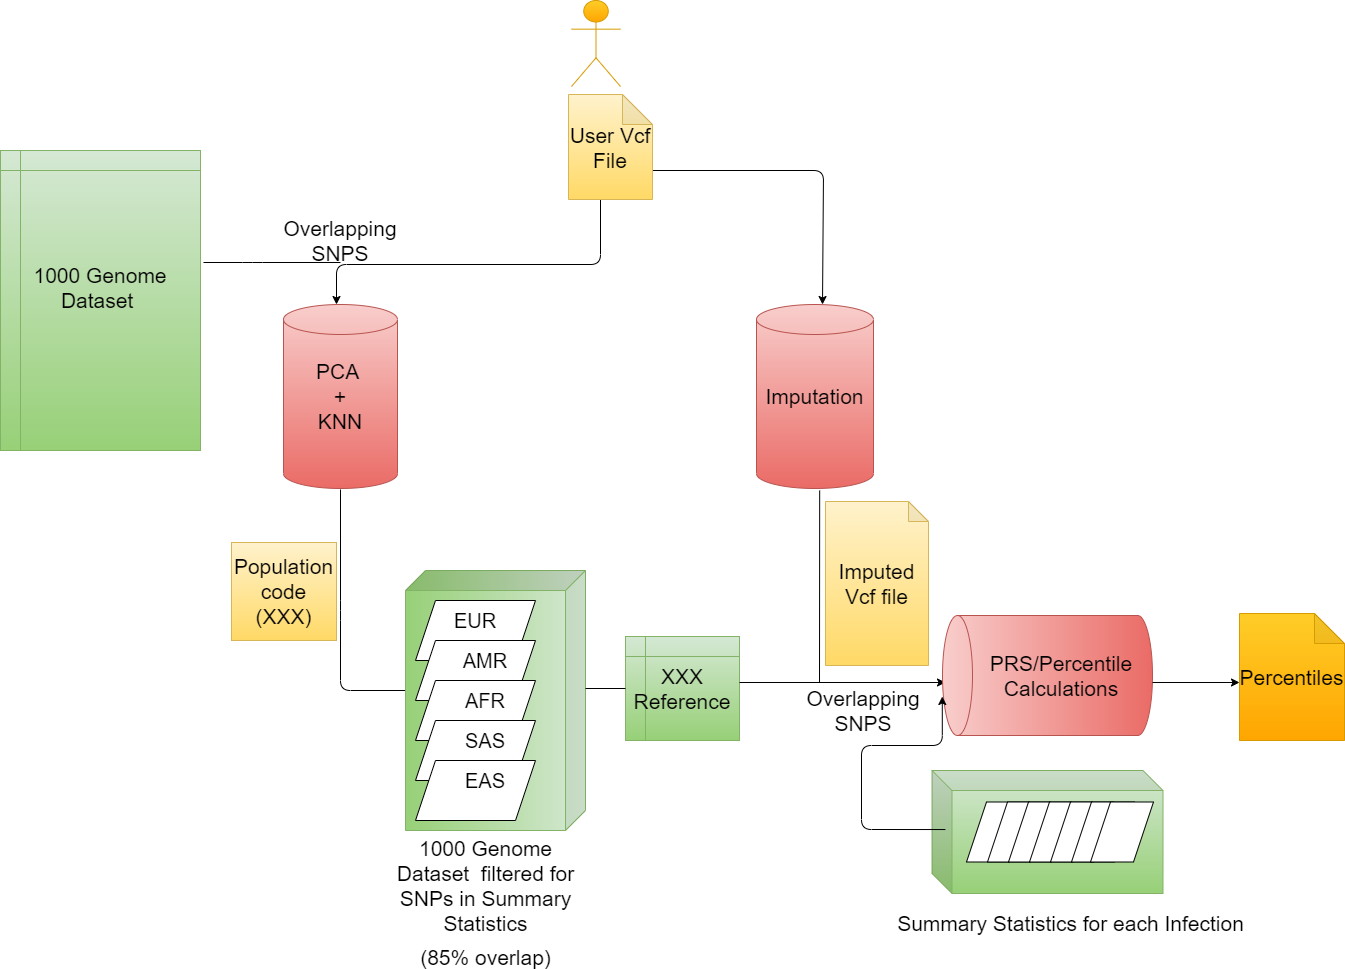 User Vcf
File
Overlapping
SNPS
1000 Genome
Dataset
PCA
+
KNN
Imputation
Population
code
(XXX)
Imputed
Vcf file
EUR
AMR
AFR
SAS
EAS
XXX
Reference
Overlapping
SNPS
PRS/Percentile
Calculations
Percentiles
1000 Genome
Dataset filtered for
SNPs in Summary
Statistics
(85% overlap)
Summary Statistics for each Infection